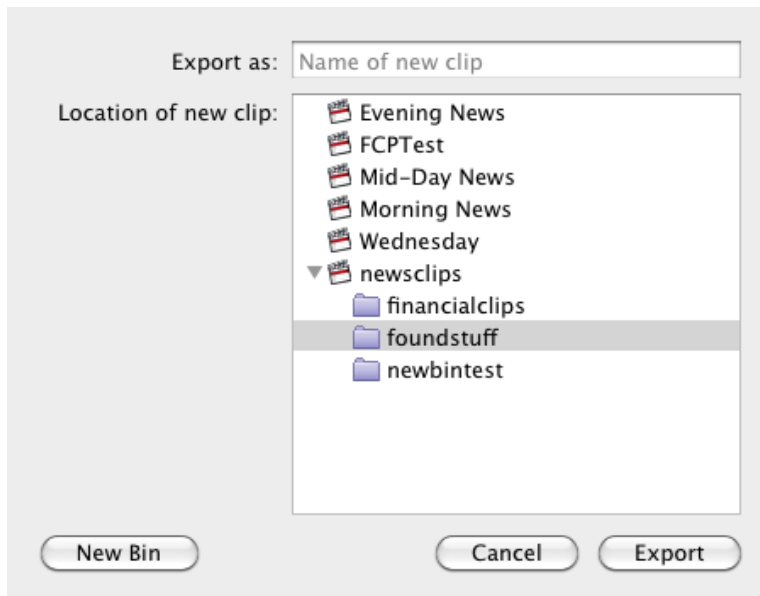 Export as: Name of new clip
Location of new clip:
Evening News
FCPTest
Mid-Day News
Morning News
Wednesday
newsclips
financialclips
foundstuff
newbintest
New Bin Cancel Export